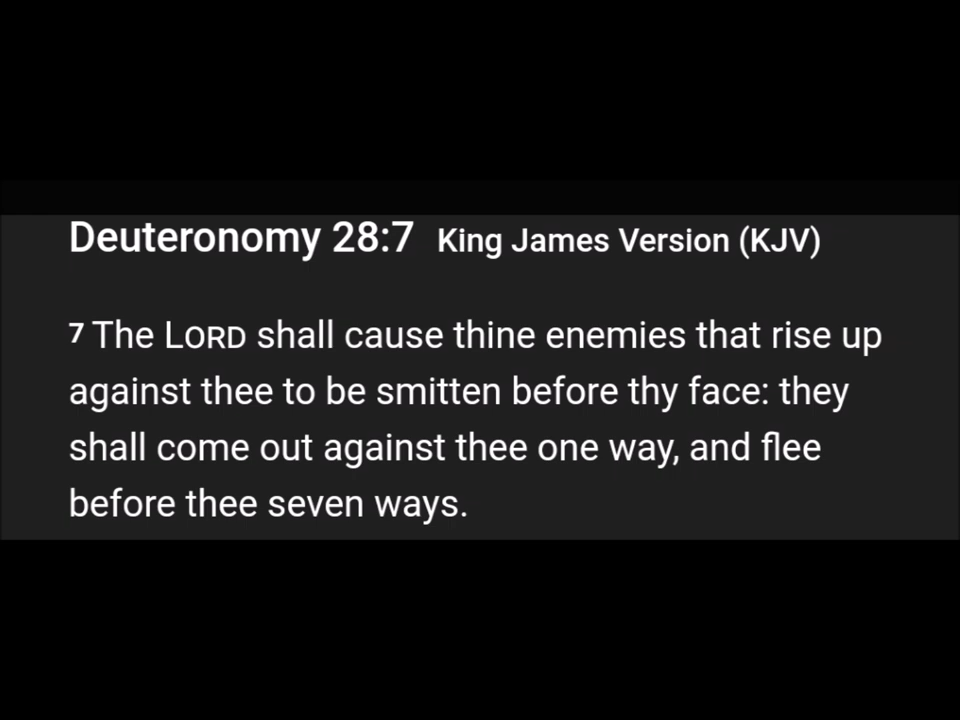 Deuteronomy 28:7 King James Version (KJV)
7 The LORD shall cause thine enemies that rise up
against thee to be smitten before thy face: they
shall come out against thee one way, and flee
before thee seven ways.